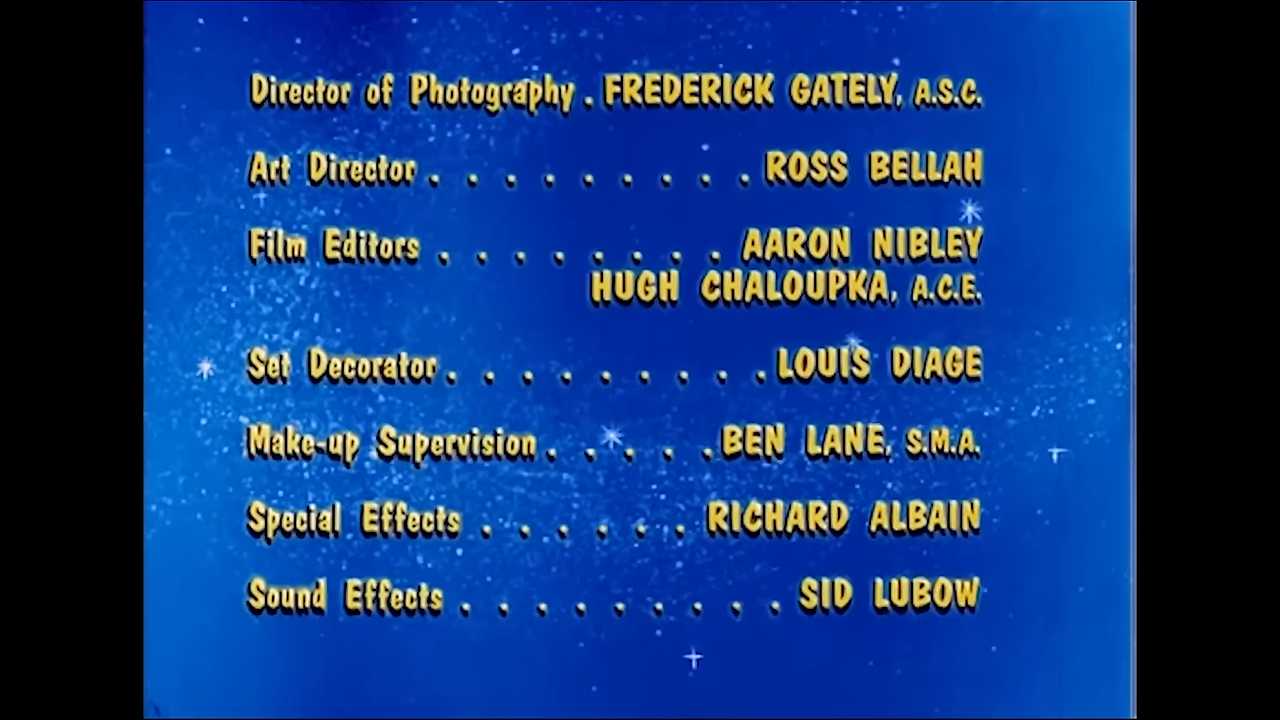 Director of Photography . FREDERICK GATELY, A.S.C.
Art Director . . . . . . . . . ROSS BELLAH
Film Editors . . . . . . . . AARON NIBLEY
HUGH CHALOUPKA, A.C.E.
Set Decorator . . . . . . . . . LOUIS DIAGE
Make-up Supervision . . . . . BEN LANE, S.M.A.
Special Effects . . . . . . RICHARD ALBAIN
Sound Effects . . . . . . . . . SID LUBOW